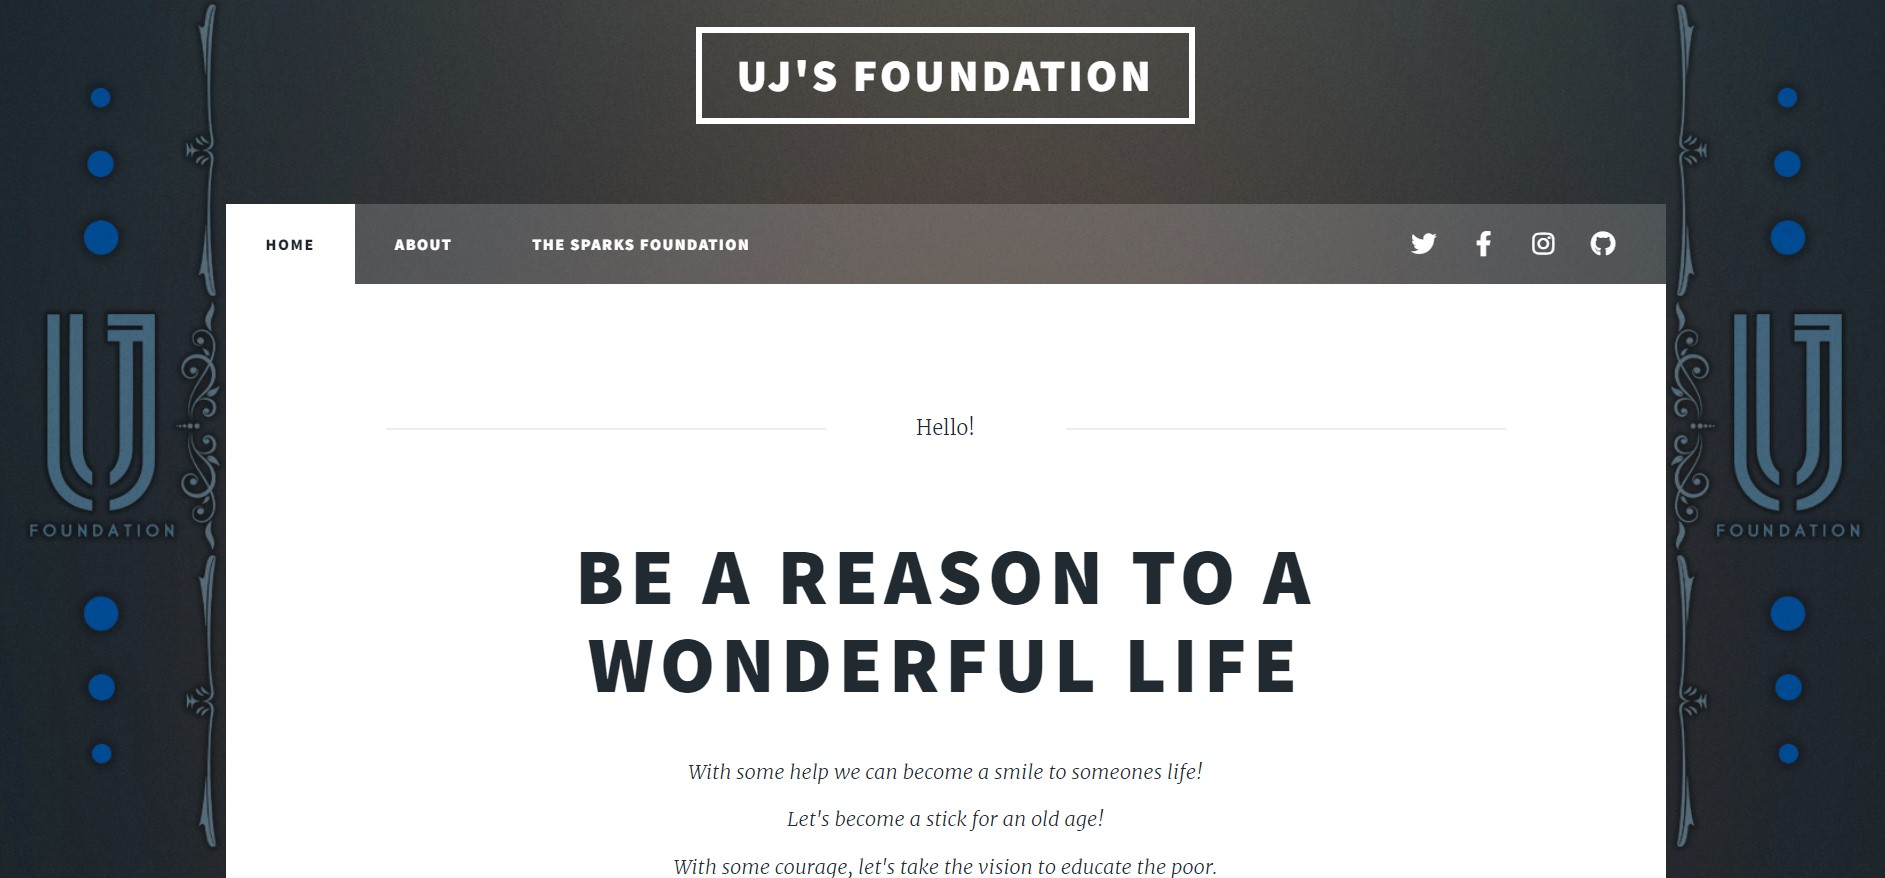 UJ'S FOUNDATION
HOME ABOUT THE SPARKS FOUNDATION
UJ
FOUNDATION
UJ
FOUNDATION
Hello!
BE A REASON TO A
WONDERFUL LIFE
With some help we can become a smile to someones life!
Let's become a stick for an old age!
With some courage, let's take the vision to educate the poor.